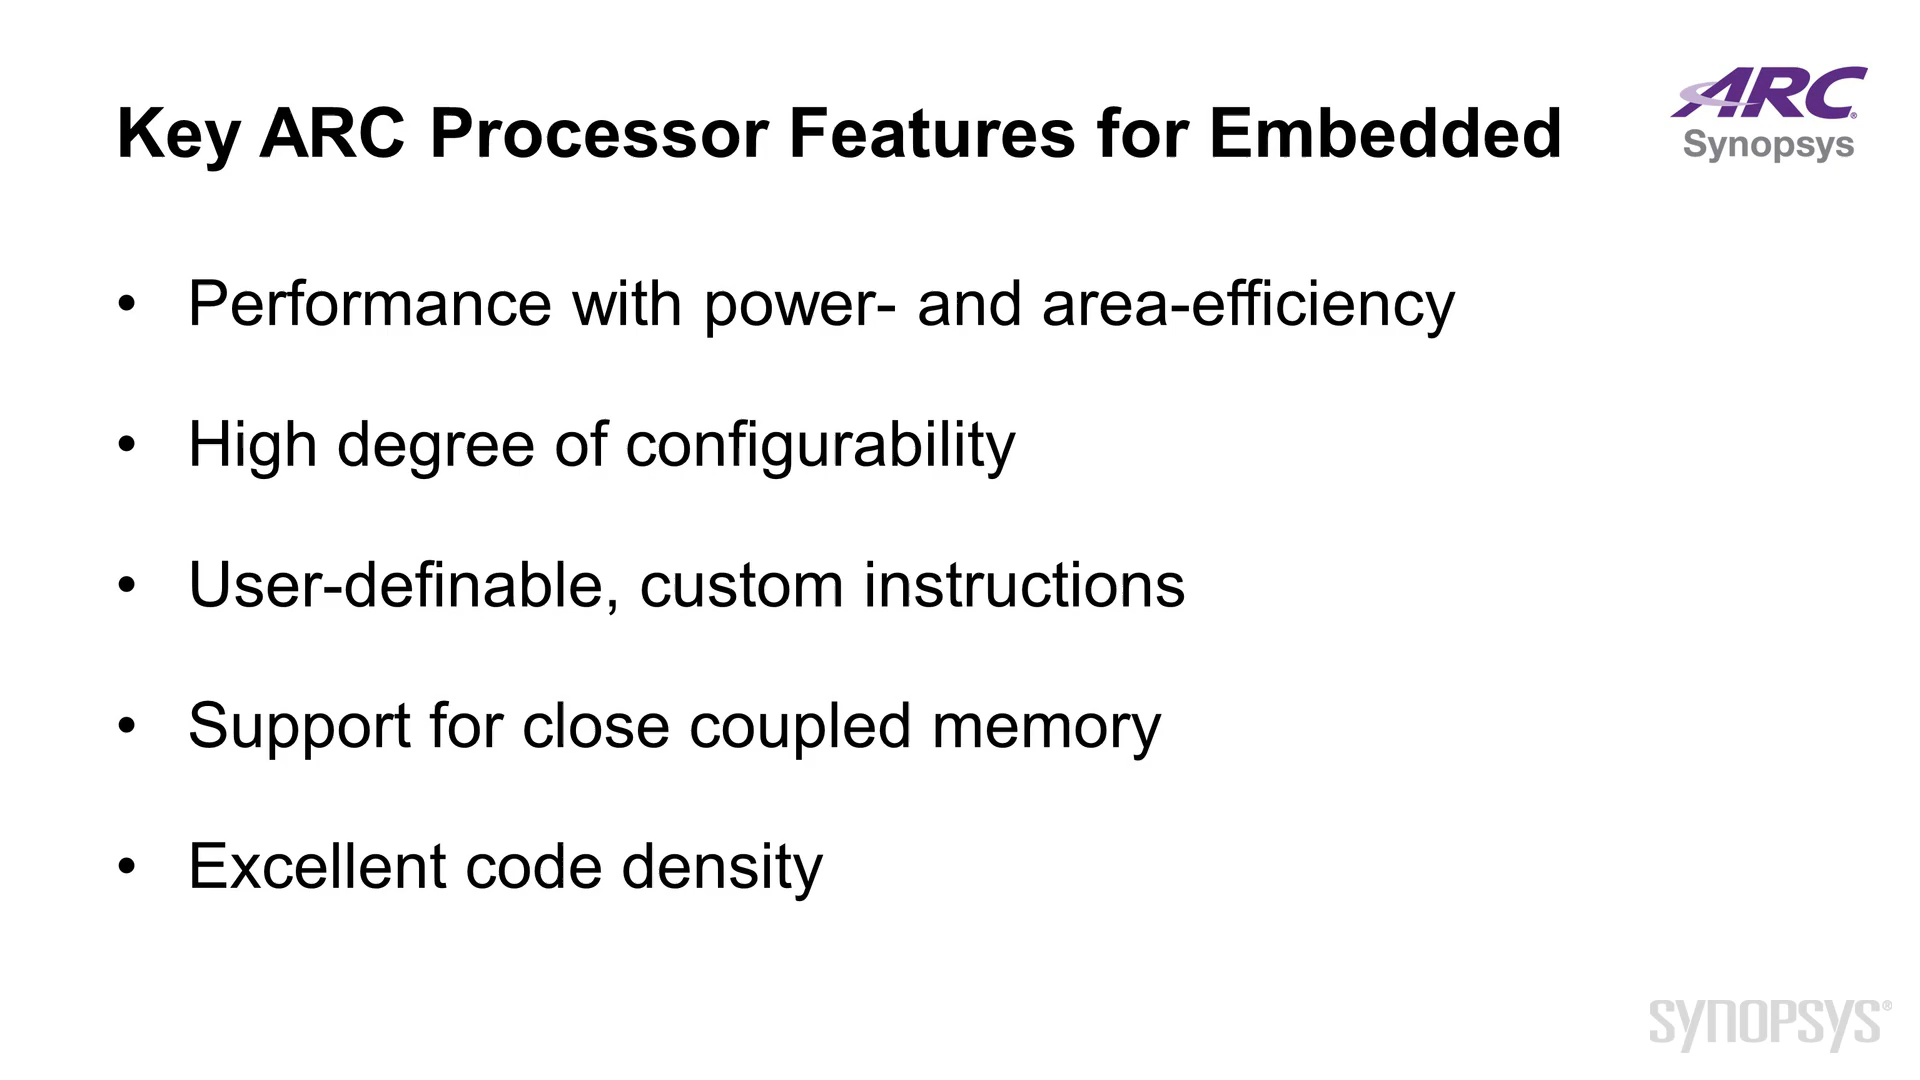 Key ARC Processor Features for Embedded
ARC®
Synopsys
• Performance with power- and area-efficiency
• High degree of configurability
• User-definable, custom instructions
• Support for close coupled memory
• Excellent code density
SYNOPSYS®